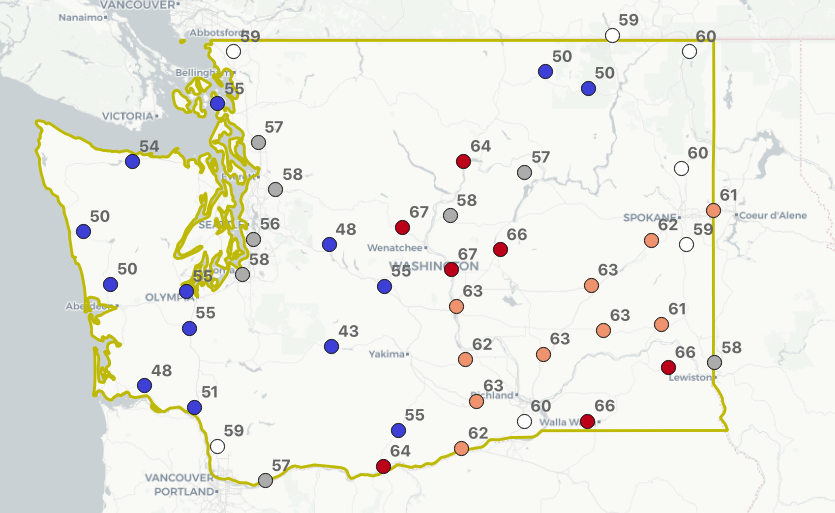 VANCOUVER
Nanaimo
59
Abbotsford
59
60
Bellingham
50
50
55
VICTORIA
57
54
64
57
60
58
Everett
50
67
58
61
SPOKANE
Coeur d'Alene
SEATTLE
56
48
66
62
59
Wenatchee
WASHINGTON
67
58
50
55
55
63
OLYMPIA
Aberdeen
63
55
63
61
43
Yakima
62
63
66
58
Lewiston
48
51
63
Richland
60
66
Walla Walla
59
55
62
64
57
VANCOUVER
PORTLAND